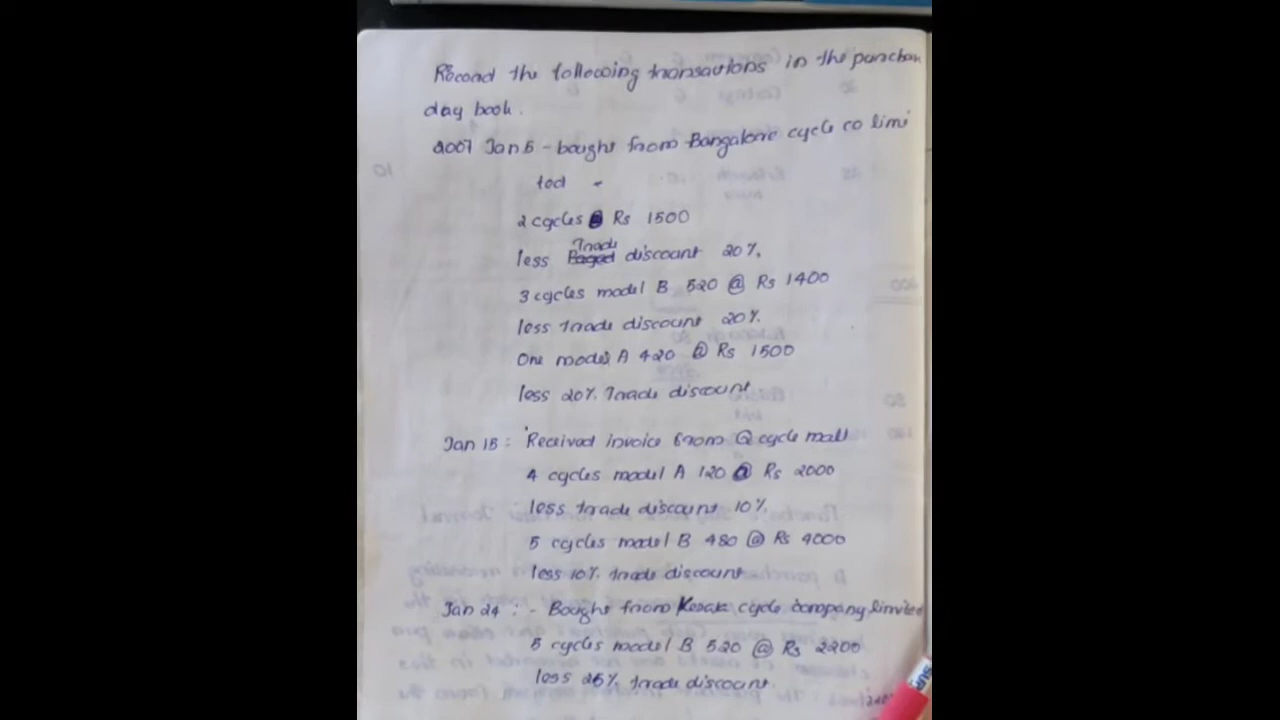 Record the following transactions in the purchase
day book.
2007 Jan 5 - bought from Bangalore cycle co limi
ted -
2 cycles @ Rs 1500
less Trade discount 20%.
3 cycles model B 520 @ Rs 1400
less trade discount 20%.
One model A 420 @ Rs 1500
less 20% Trade discount
Jan 15 : Received invoice from Q cycle mall
4 cycles model A 120 @ Rs 2000
less trade discount 10%.
5 cycles model B 480 @ Rs 4000
less 10% trade discount
Jan 24 : - Bought from cycle company limited
5 cycles model B 520 @ Rs 2200
less 25% trade discount.